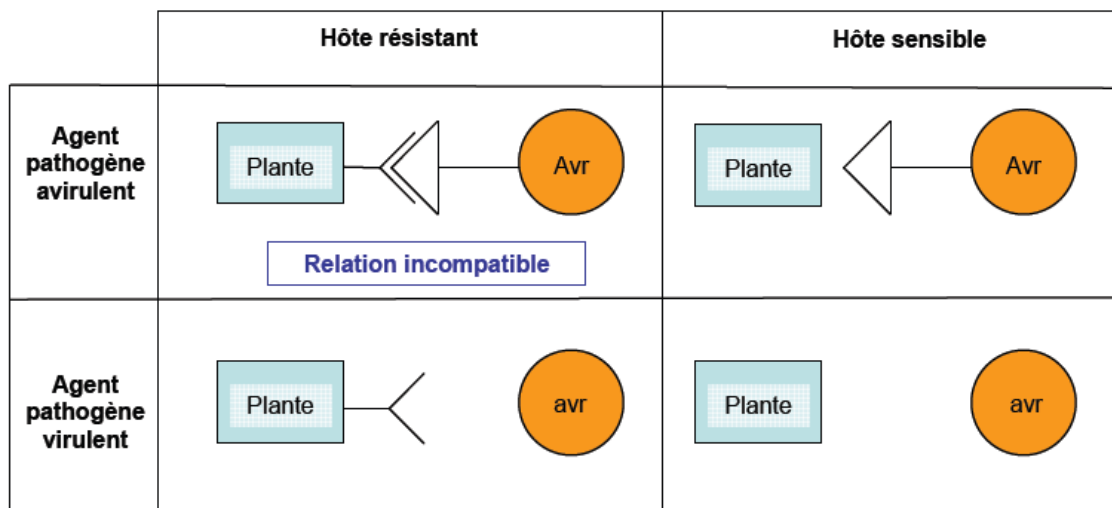 Hôte résistant
Hôte sensible
Agent
pathogène
avirulent
Plante
Avr
Plante
Avr
Relation incompatible
Agent
pathogène
virulent
Plante
avr
Plante
avr